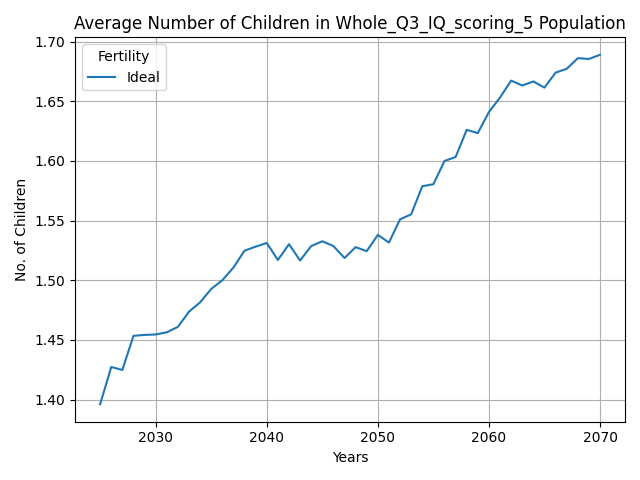 Average Number of Children in Whole_Q3_IQ_scoring_5 Population
1.70
1.65
1.60
1.55
1.50
1.45
1.40
No. of Children
Fertility
Ideal
2030 2040 2050 2060 2070
Years